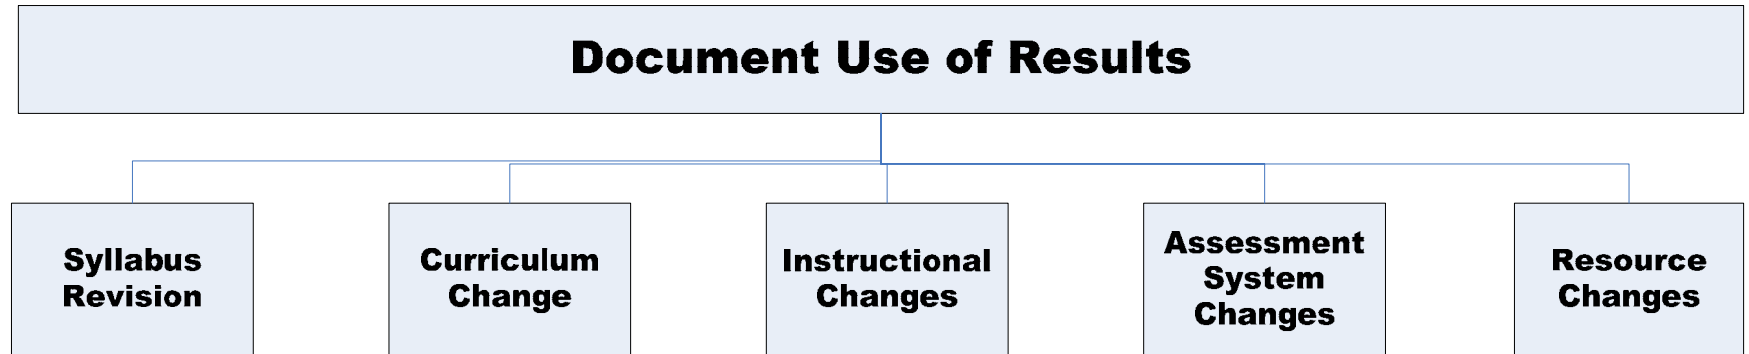 Document Use of Results
Syllabus
Revision
Curriculum
Change
Instructional
Changes
Assessment
System
Changes
Resource
Changes